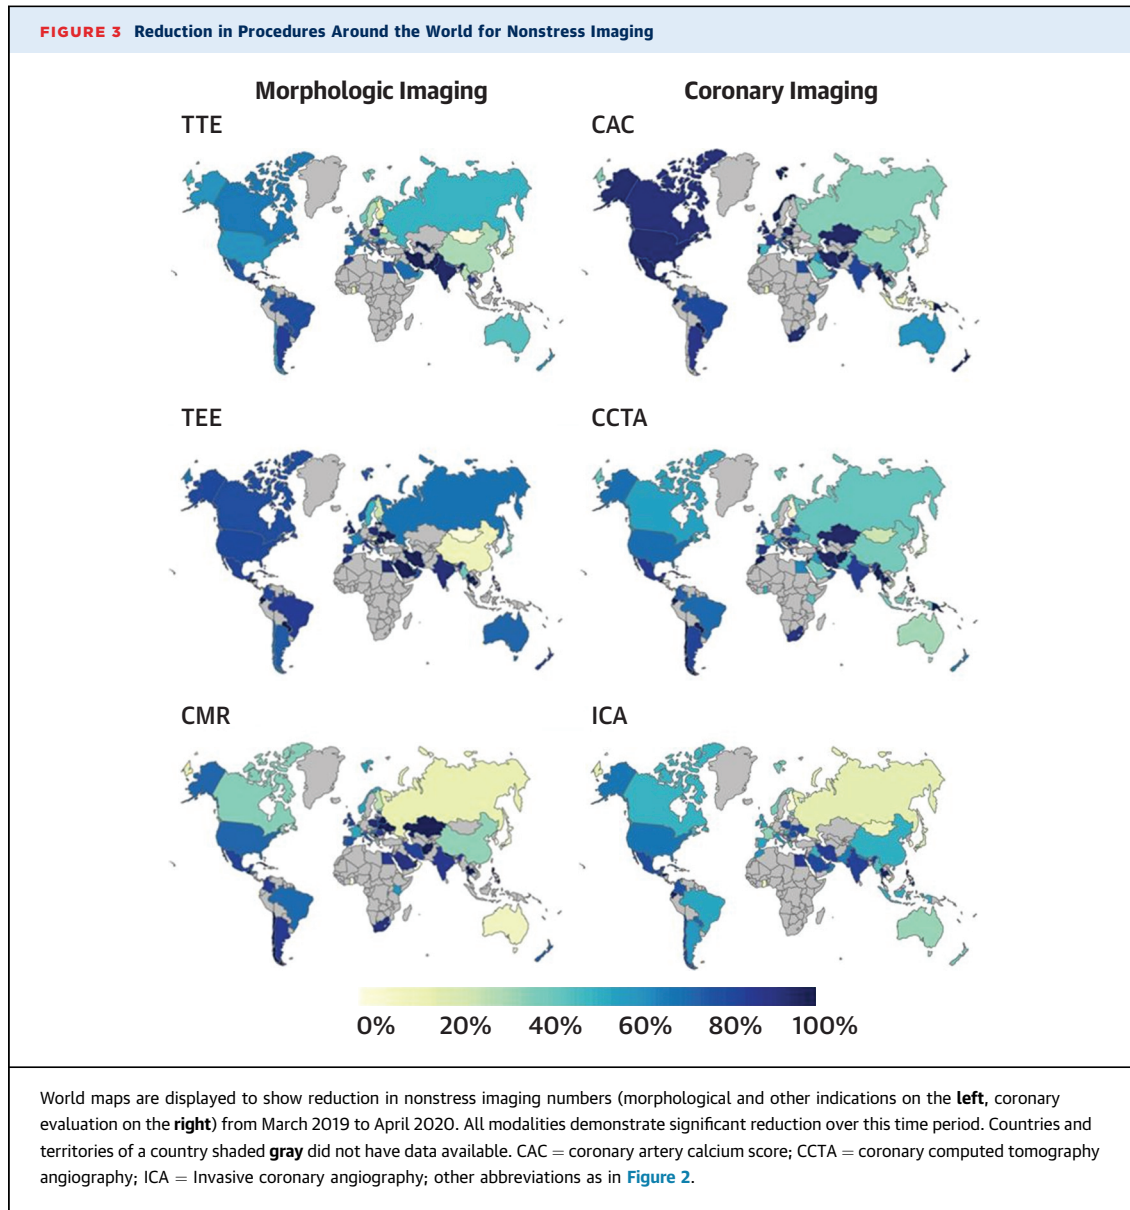 FIGURE 3 Reduction in Procedures Around the World for Nonstress Imaging
Morphologic Imaging
Coronary Imaging
TTE
CAC
TEE
CCTA
CMR
ICA
0% 20% 40% 60% 80% 100%
World maps are displayed to show reduction in nonstress imaging numbers (morphological and other indications on the left, coronary
evaluation on the right) from March 2019 to April 2020. All modalities demonstrate significant reduction over this time period. Countries and
territories of a country shaded gray did not have data available. CAC = coronary artery calcium score; CCTA = coronary computed tomography
angiography; ICA = Invasive coronary angiography; other abbreviations as in Figure 2.